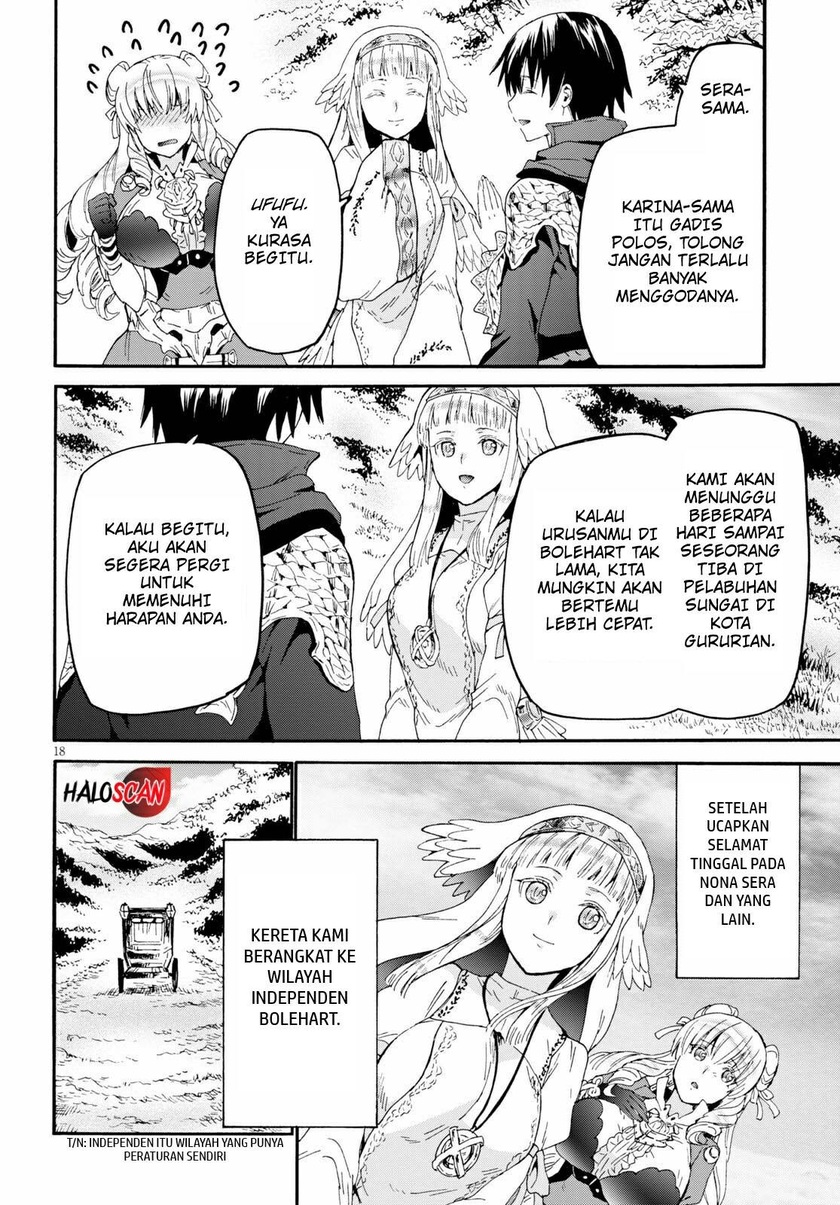 SERA-
SAMA.
KARINA-SAMA
ITU GADIS
POLOS, TOLONG
JANGAN TERLALU
BANYAK
MENGGODANYA.
UFUFU.
YA
KURASA
BEGITU.
KAMI AKAN
MENUNGGU
BEBERAPA
HARI SAMPAI
SESEORANG
TIBA DI
PELABUHAN
SUNGAI DI
KOTA
GURURIAN.
KALAU
URUSANMU DI
BOLEHART TAK
LAMA, KITA
MUNGKIN AKAN
BERTEMU
LEBIH CEPAT.
KALAU BEGITU,
AKU AKAN
SEGERA PERGI
UNTUK
MEMENUHI
HARAPAN ANDA.
18
SETELAH
UCAPKAN
SELAMAT
TINGGAL PADA
NONA SERA
DAN YANG
LAIN.
HALOSCAN
KERETA KAMI
BERANGKAT KE
WILAYAH
INDEPENDEN
BOLEHART.
T/N: INDEPENDEN ITU WILAYAH YANG PUNYA
PERATURAN SENDIRI